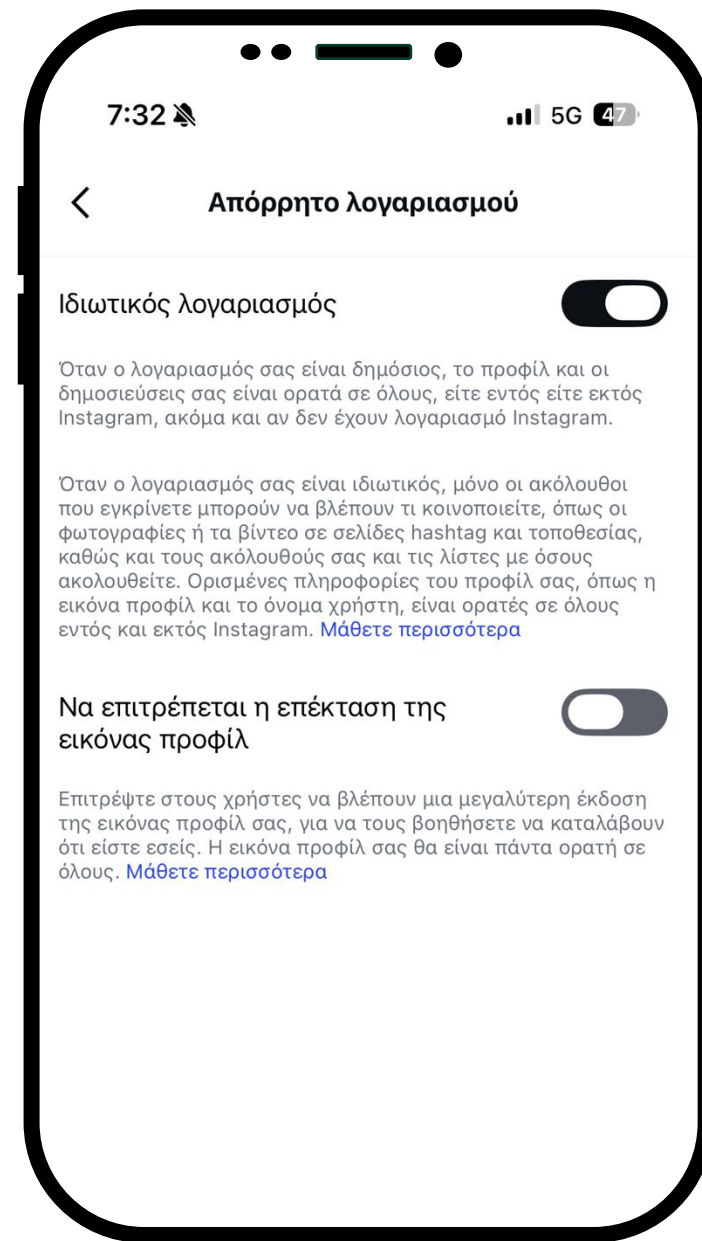 7:32
5G 47
Απόρρητο λογαριασμού
Ιδιωτικός λογαριασμός
Όταν ο λογαριασμός σας είναι δημόσιος, το προφίλ και οι
δημοσιεύσεις σας είναι ορατά σε όλους, είτε εντός είτε εκτός
Instagram, ακόμα και αν δεν έχουν λογαριασμό Instagram.
Όταν ο λογαριασμός σας είναι ιδιωτικός, μόνο οι ακόλουθοι
που εγκρίνετε μπορούν να βλέπουν τι κοινοποιείτε, όπως οι
φωτογραφίες ή τα βίντεο σε σελίδες hashtag και τοποθεσίας,
καθώς και τους ακόλουθούς σας και τις λίστες με όσους
ακολουθείτε. Ορισμένες πληροφορίες του προφίλ σας, όπως η
εικόνα προφίλ και το όνομα χρήστη, είναι ορατές σε όλους
εντός και εκτός Instagram. Μάθετε περισσότερα
Να επιτρέπεται η επέκταση της
εικόνας προφίλ
Επιτρέψτε στους χρήστες να βλέπουν μια μεγαλύτερη έκδοση
της εικόνας προφίλ σας, για να τους βοηθήσετε να καταλάβουν
ότι είστε εσείς. Η εικόνα προφίλ σας θα είναι πάντα ορατή σε
όλους. Μάθετε περισσότερα